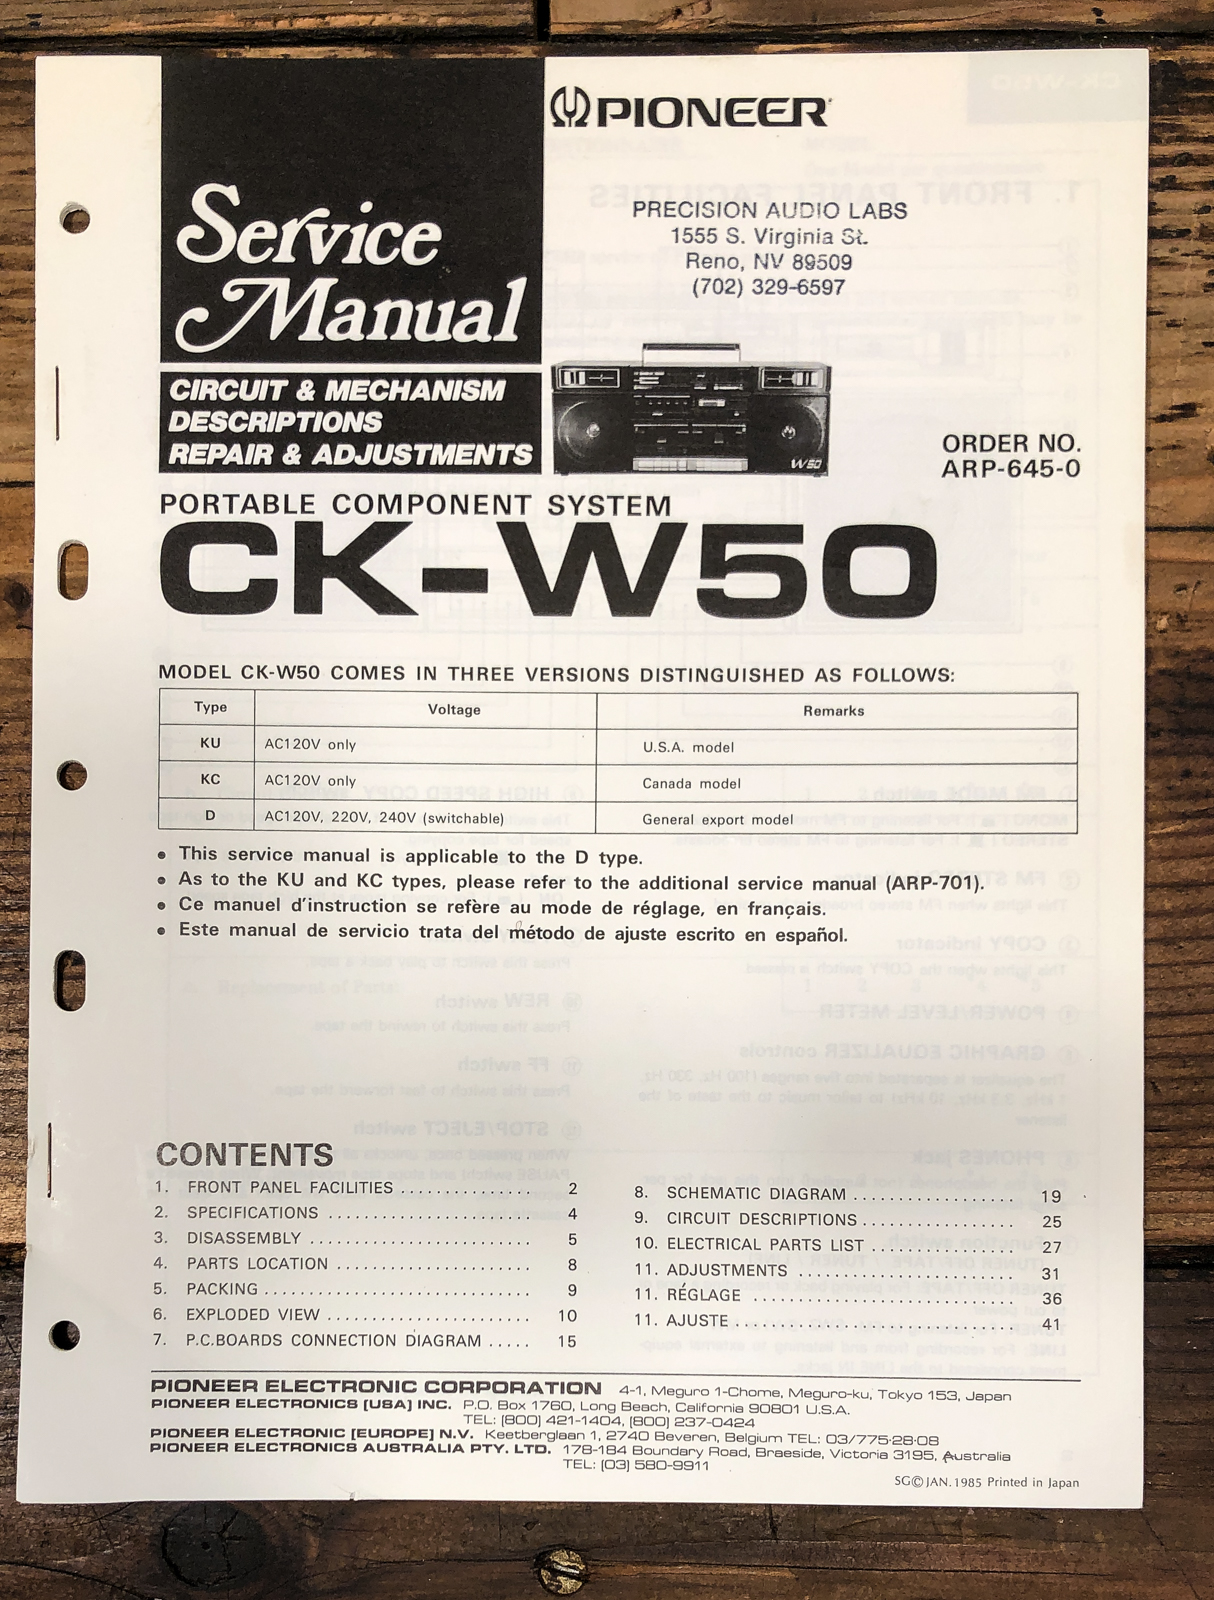 PIONEER
PRECISION AUDIO LABS
1555 S. Virginia St.
Reno, NV 89509
(702) 329-6597
Service
Manual
CIRCUIT & MECHANISM
DESCRIPTIONS
REPAIR & ADJUSTMENTS
W50
ORDER NO.
ARP-645-0
PORTABLE COMPONENT SYSTEM
CK-W50
MODEL CK-W50 COMES IN THREE VERSIONS DISTINGUISHED AS FOLLOWS:
Type Voltage Remarks
KU AC120V only U.S.A. model
KC AC120V only Canada model
D AC120V, 220V, 240V (switchable) General export model
• This service manual is applicable to the D type.
• As to the KU and KC types, please refer to the additional service manual (ARP-701).
• Ce manuel d'instruction se refère au mode de réglage, en français.
• Este manual de servicio trata del método de ajuste escrito en español.
CONTENTS
1. FRONT PANEL FACILITIES .............. 2
2. SPECIFICATIONS ..................... 4
3. DISASSEMBLY ....................... 5
4. PARTS LOCATION .................... 8
5. PACKING ........................... 9
6. EXPLODED VIEW ..................... 10
7. P.C.BOARDS CONNECTION DIAGRAM ..... 15
8. SCHEMATIC DIAGRAM ................. 19
9. CIRCUIT DESCRIPTIONS ................ 25
10. ELECTRICAL PARTS LIST ............... 27
11. ADJUSTMENTS ....................... 31
11. RÉGLAGE ........................... 36
11. AJUSTE ............................. 41
PIONEER ELECTRONIC CORPORATION 4-1, Meguro 1-Chome, Meguro-ku, Tokyo 153, Japan
PIONEER ELECTRONICS [USA] INC. P.O. Box 1760, Long Beach, California 90801 U.S.A.
TEL: [800] 421-1404, [800] 237-0424
PIONEER ELECTRONIC [EUROPE] N.V. Keetberglaan 1, 2740 Beveren, Belgium TEL: 03/775·28·08
PIONEER ELECTRONICS AUSTRALIA PTY. LTD. 178-184 Boundary Road, Braeside, Victoria 3195, Australia
TEL: [03] 580-9911
SG © JAN. 1985 Printed in Japan